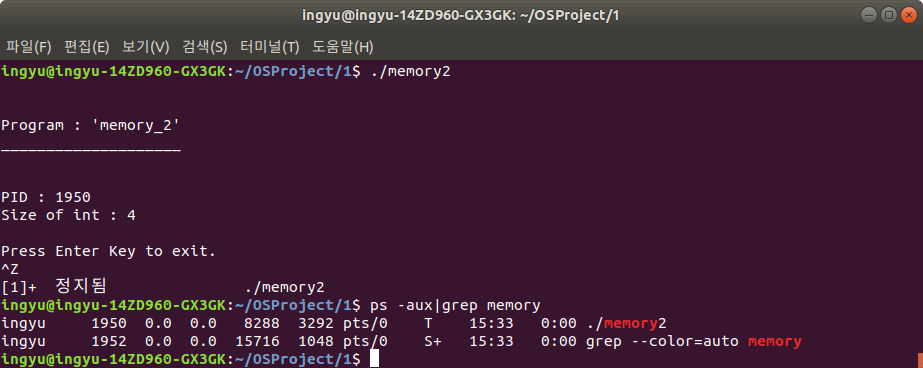 ingyu@ingyu-14ZD960-GX3GK: ~/OSProject/1
파일(F) 편집(E) 보기(V) 검색(S) 터미널(T) 도움말(H)
ingyu@ingyu-14ZD960-GX3GK:~/OSProject/1$ ./memory2
Program : 'memory_2'
____________________
PID : 1950
Size of int : 4
Press Enter Key to exit.
^Z
[1]+  정지됨               ./memory2
ingyu@ingyu-14ZD960-GX3GK:~/OSProject/1$ ps -aux|grep memory
ingyu     1950  0.0  0.0   8288  3292 pts/0    T    15:33   0:00 ./memory2
ingyu     1952  0.0  0.0  15716  1048 pts/0    S+   15:33   0:00 grep --color=auto memory
ingyu@ingyu-14ZD960-GX3GK:~/OSProject/1$